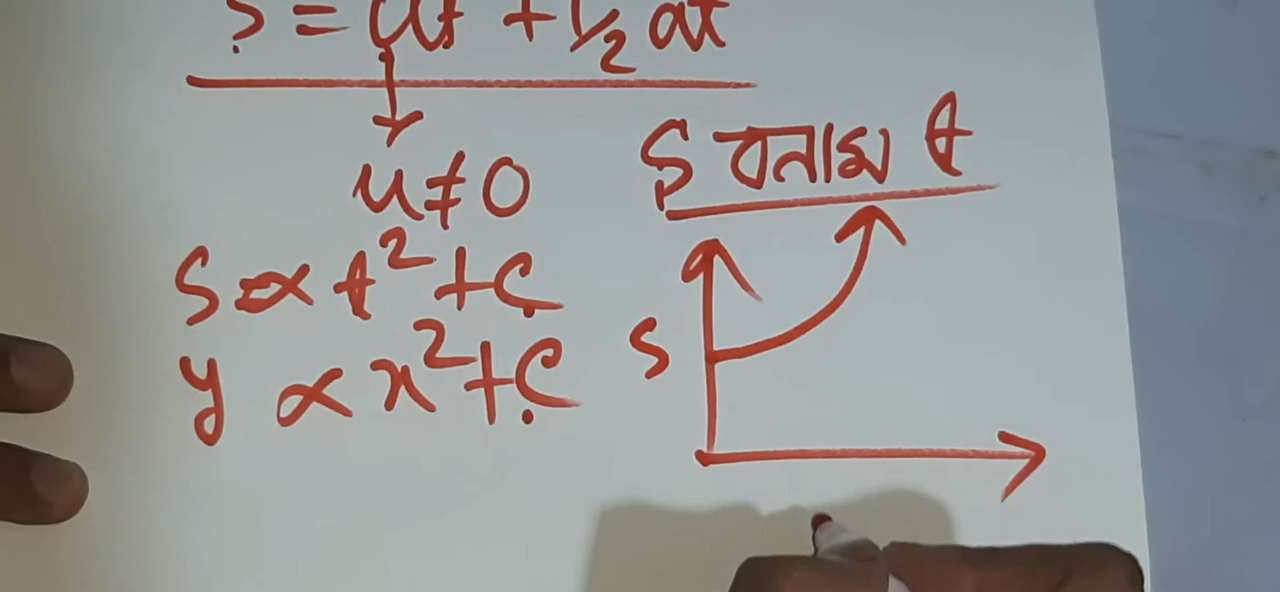 S = ut + 1/2 at
u ≠ 0
S ∝ t² + C
y ∝ x² + C
S বনাম t
S